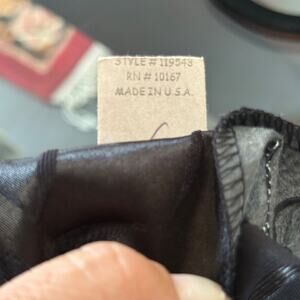 STYLE # 119543
RN # 10167
MADE IN U.S.A.